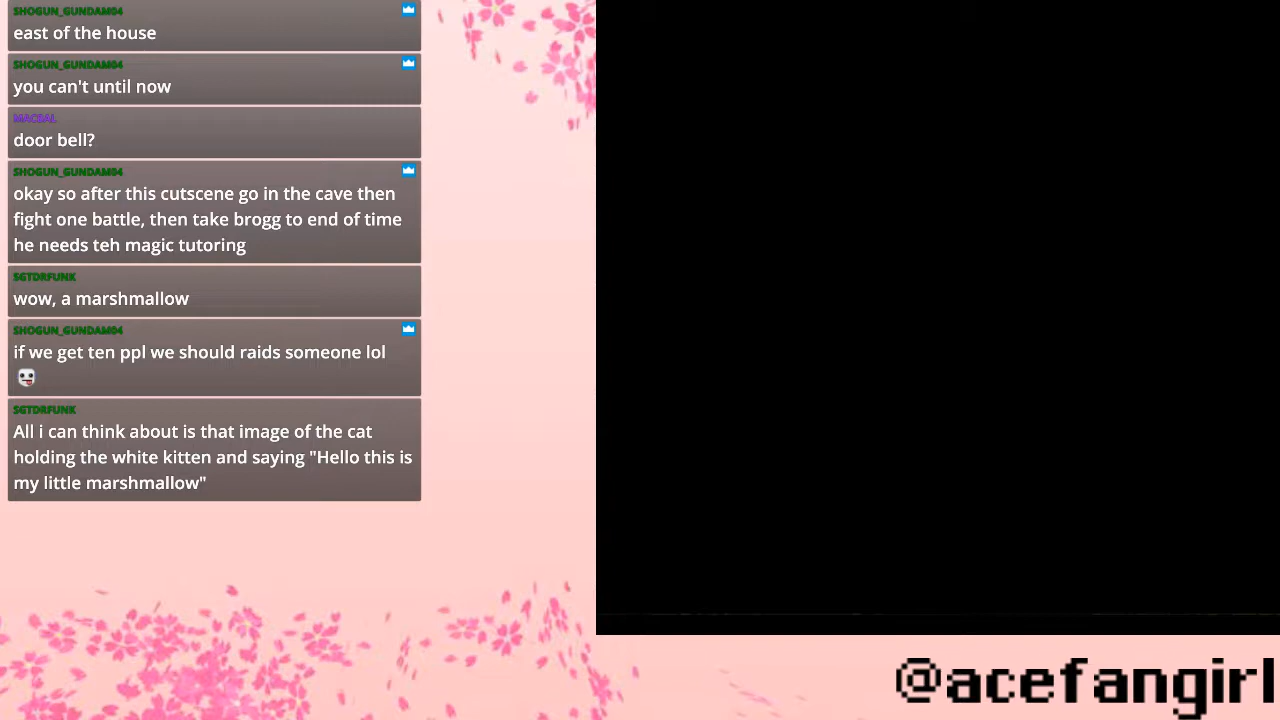 SHOGUN_GUNDAM04
east of the house
SHOGUN_GUNDAM04
you can't until now
MACEAL
door bell?
SHOGUN_GUNDAM04
okay so after this cutscene go in the cave then
fight one battle, then take brogg to end of time
he needs teh magic tutoring
SGTDRFUNK
wow, a marshmallow
SHOGUN_GUNDAM04
if we get ten ppl we should raids someone lol
SGTDRFUNK
All i can think about is that image of the cat
holding the white kitten and saying "Hello this is
my little marshmallow"
@acefangirl